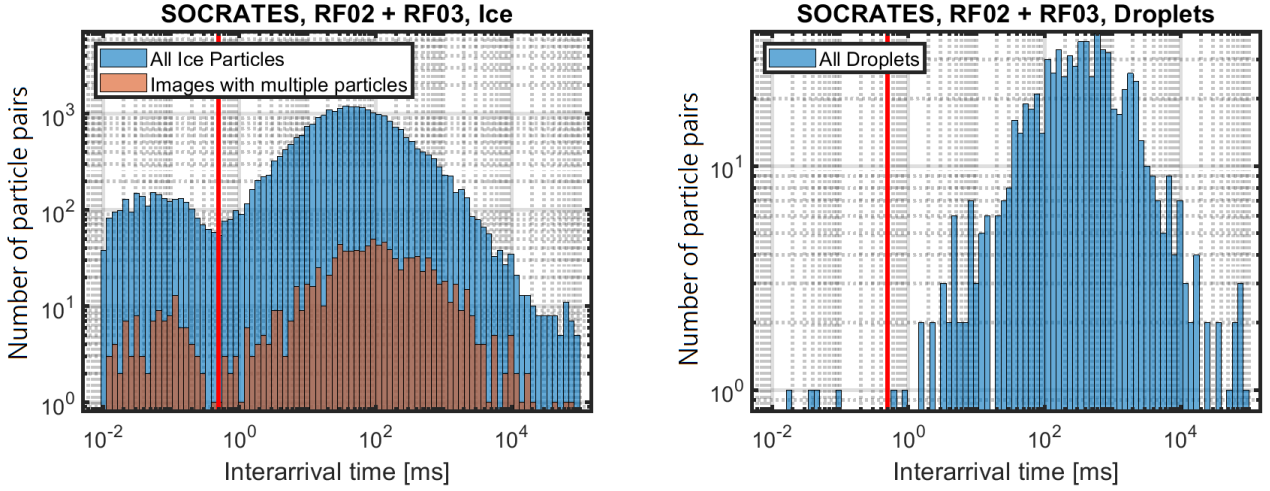 SOCRATES, RF02 + RF03, Ice
All Ice Particles
Images with multiple particles
Number of particle pairs
10^3
10^2
10^1
10^0
10^-2
10^0
10^2
10^4
Interarrival time [ms]
SOCRATES, RF02 + RF03, Droplets
All Droplets
Number of particle pairs
10^1
10^0
10^-2
10^0
10^2
10^4
Interarrival time [ms]